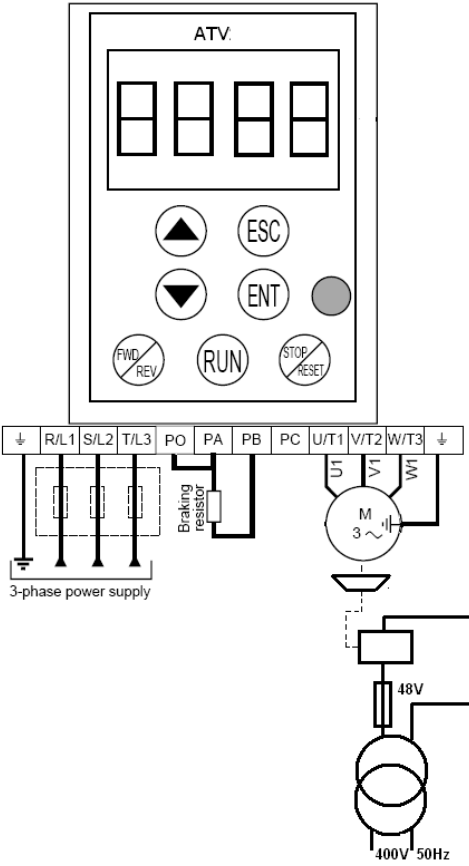 ATV:
ESC
ENT
FWD/REV
RUN
STOP/RESET
R/L1 S/L2 T/L3 PO PA PB PC U/T1 V/T2 W/T3
U1 V1 W1
Braking
resistor
M
3 ~
3-phase power supply
48V
400V 50Hz